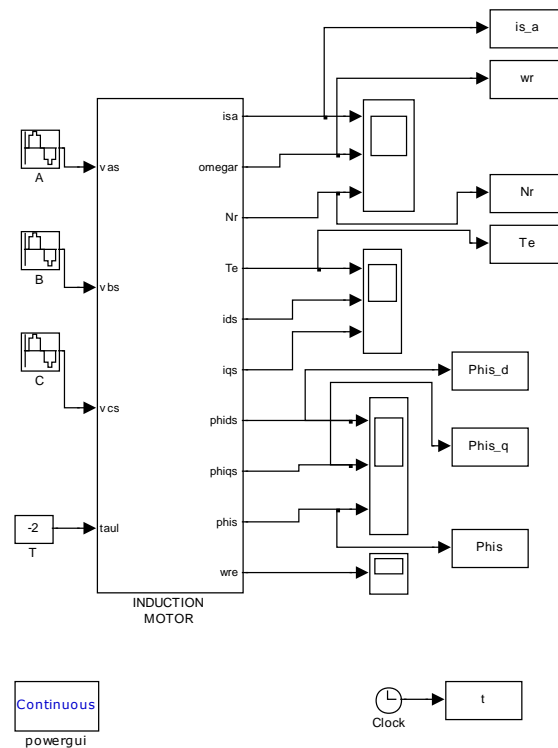 is_a
wr
isa
vas
omegar
A
Nr
Nr
Te
Te
B
vbs
ids
C
iqs
Phis_d
vcs
phids
Phis_q
phiqs
-2
taul
phis
T
Phis
wre
INDUCTION
MOTOR
Continuous
powergui
t
Clock